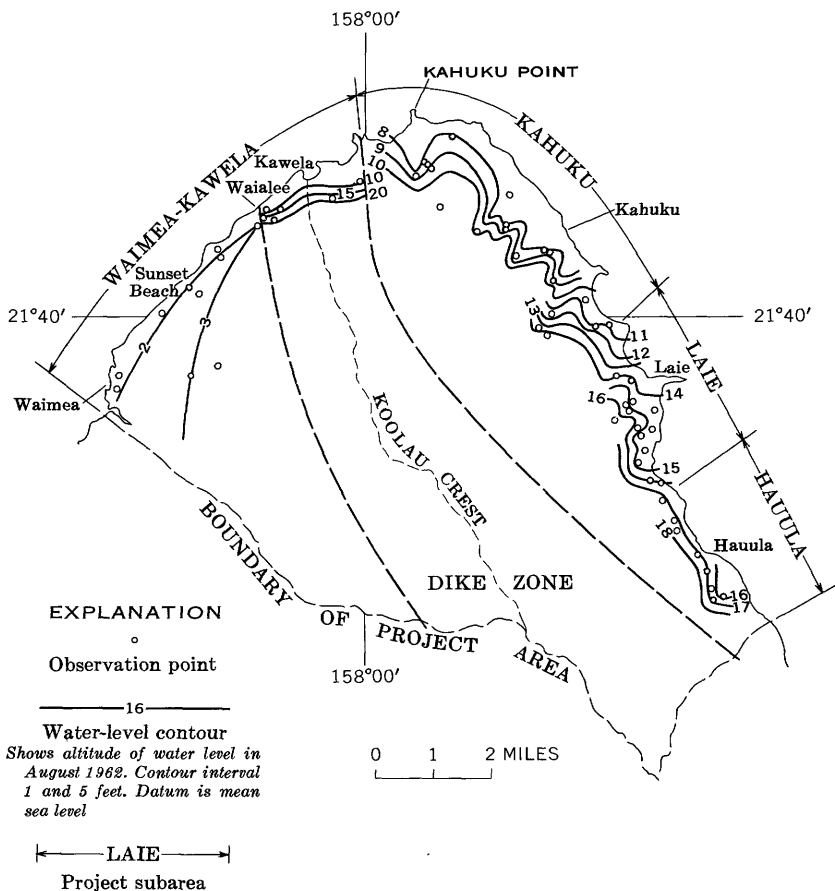 158°00'
KAHUKU POINT
KAHUKU
8
9
10
Kawela
Waialee
10
15
20
WAIMEA-KAWELA
Kahuku
Sunset
Beach
21°40'
21°40'
2
3
13
11
12
Laie
LAIE
14
16
Waimea
KOOLAU CREST
15
HAUULA
18
Hauula
16
17
DIKE ZONE
BOUNDARY OF PROJECT AREA
158°00'
EXPLANATION
Observation point
16
Water-level contour
Shows altitude of water level in
August 1962. Contour interval
1 and 5 feet. Datum is mean
sea level
0 1 2 MILES
LAIE
Project subarea